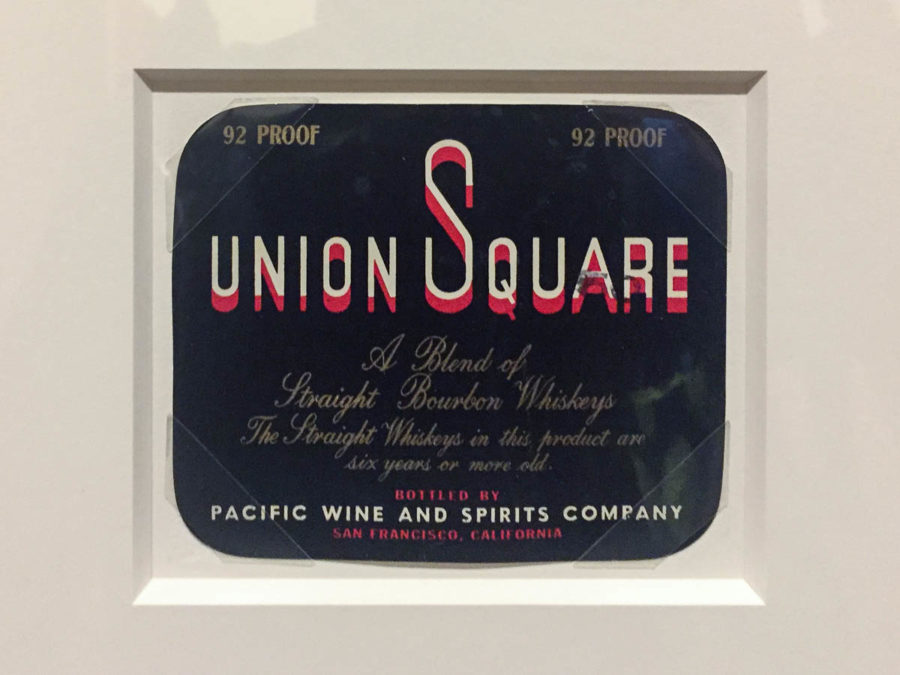 92 PROOF 92 PROOF
UNION SQUARE
A Blend of
Straight Bourbon Whiskeys
The Straight Whiskeys in this product are
six years or more old.
BOTTLED BY
PACIFIC WINE AND SPIRITS COMPANY
SAN FRANCISCO, CALIFORNIA